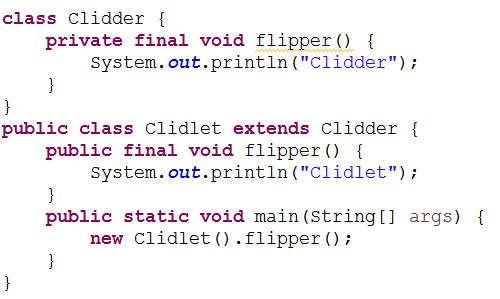 class Clidder {
    private final void flipper() {
        System.out.println("Clidder");
    }
}
public class Clidlet extends Clidder {
    public final void flipper() {
        System.out.println("Clidlet");
    }
    public static void main(String[] args) {
        new Clidlet().flipper();
    }
}